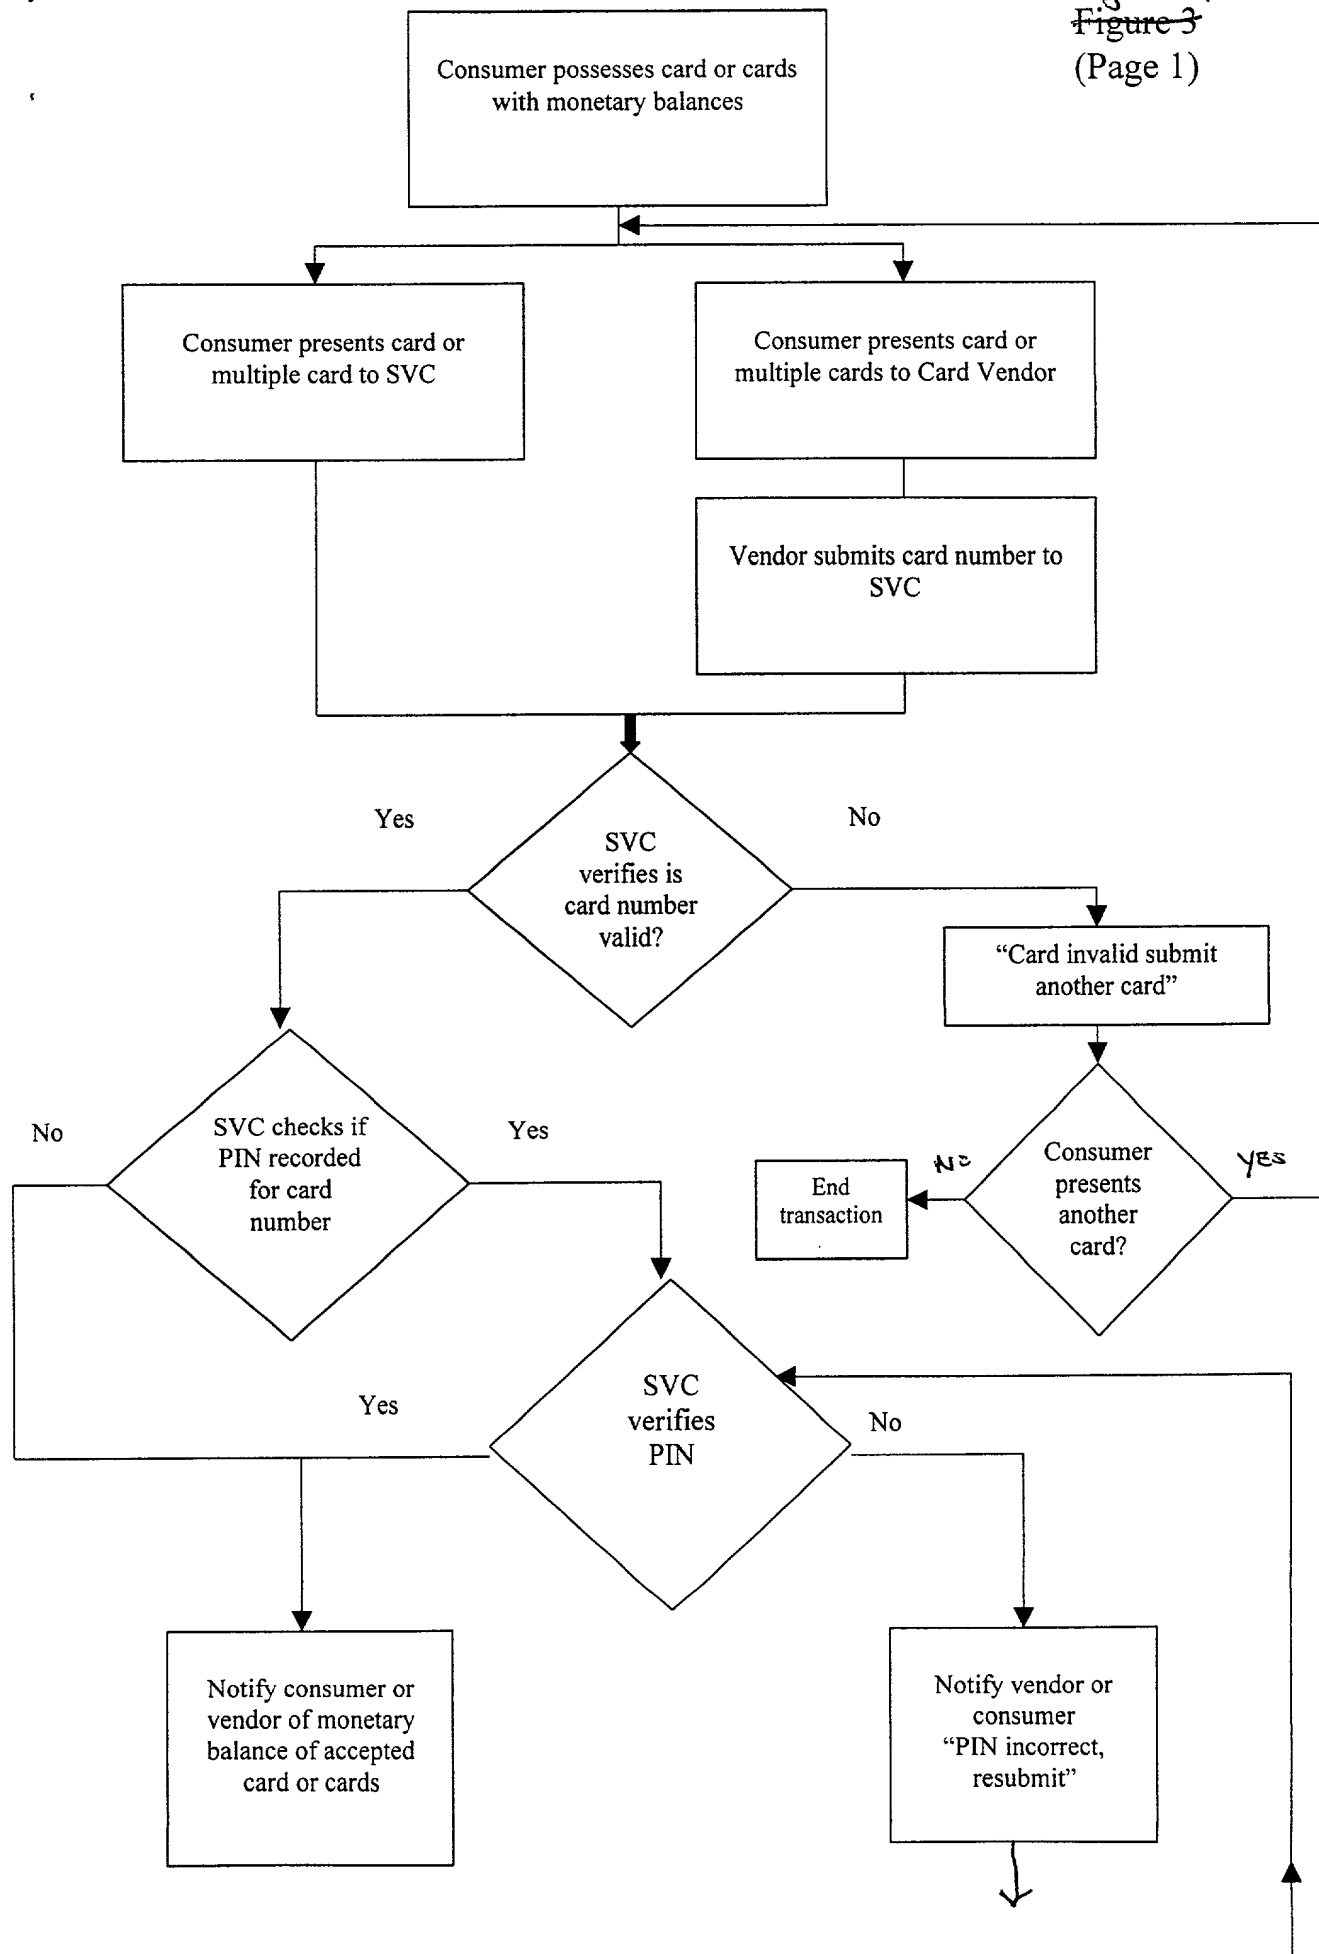 Figure 3
(Page 1)
Consumer possesses card or cards
with monetary balances
Consumer presents card or
multiple card to SVC
Consumer presents card or
multiple cards to Card Vendor
Vendor submits card number to
SVC
Yes
No
SVC
verifies is
card number
valid?
“Card invalid submit
another card”
No
SVC checks if
PIN recorded
for card
number
Yes
End
transaction
No
Consumer
presents
another
card?
YES
Yes
SVC
verifies
PIN
No
Notify consumer or
vendor of monetary
balance of accepted
card or cards
Notify vendor or
consumer
“PIN incorrect,
resubmit”